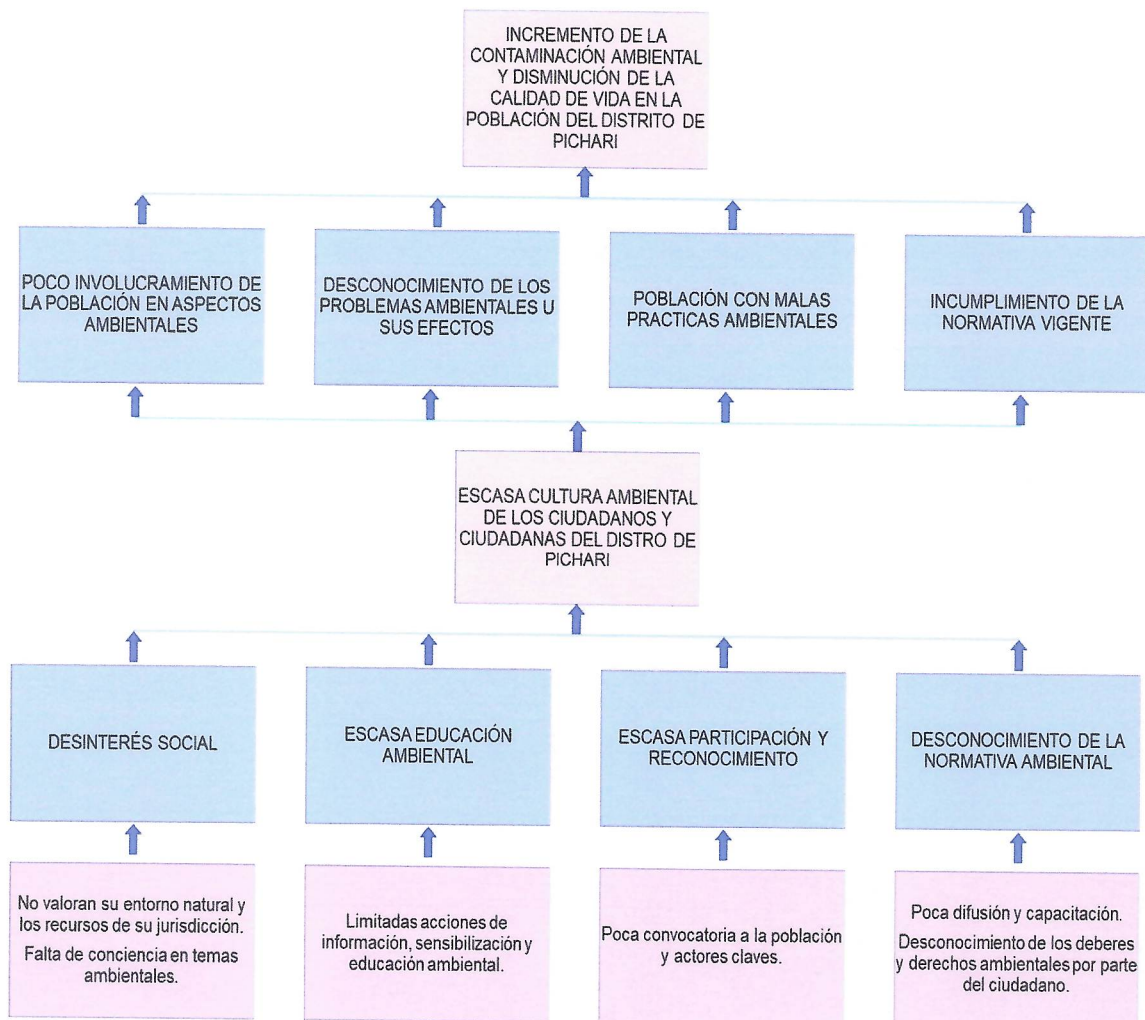 INCREMENTO DE LA
CONTAMINACIÓN AMBIENTAL
Y DISMINUCIÓN DE LA
CALIDAD DE VIDA EN LA
POBLACIÓN DEL DISTRITO DE
PICHARI
POCO INVOLUCRAMIENTO DE
LA POBLACIÓN EN ASPECTOS
AMBIENTALES
DESCONOCIMIENTO DE LOS
PROBLEMAS AMBIENTALES U
SUS EFECTOS
POBLACIÓN CON MALAS
PRACTICAS AMBIENTALES
INCUMPLIMIENTO DE LA
NORMATIVA VIGENTE
ESCASA CULTURA AMBIENTAL
DE LOS CIUDADANOS Y
CIUDADANAS DEL DISTRO DE
PICHARI
DESINTERÉS SOCIAL
ESCASA EDUCACIÓN
AMBIENTAL
ESCASA PARTICIPACIÓN Y
RECONOCIMIENTO
DESCONOCIMIENTO DE LA
NORMATIVA AMBIENTAL
No valoran su entorno natural y
los recursos de su jurisdicción.
Falta de conciencia en temas
ambientales.
Limitadas acciones de
información, sensibilización y
educación ambiental.
Poca convocatoria a la población
y actores claves.
Poca difusión y capacitación.
Desconocimiento de los deberes
y derechos ambientales por parte
del ciudadano.